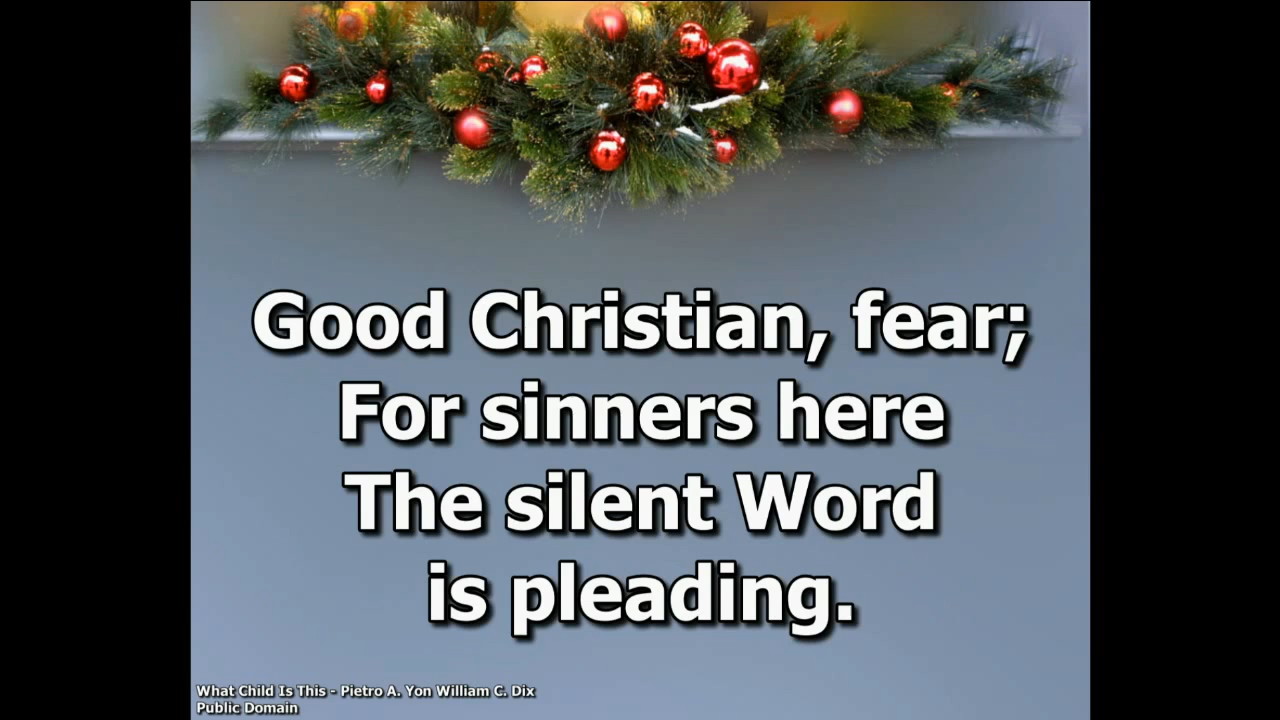 Good Christian, fear;
For sinners here
The silent Word
is pleading.
What Child Is This - Pietro A. Yon William C. Dix
Public Domain